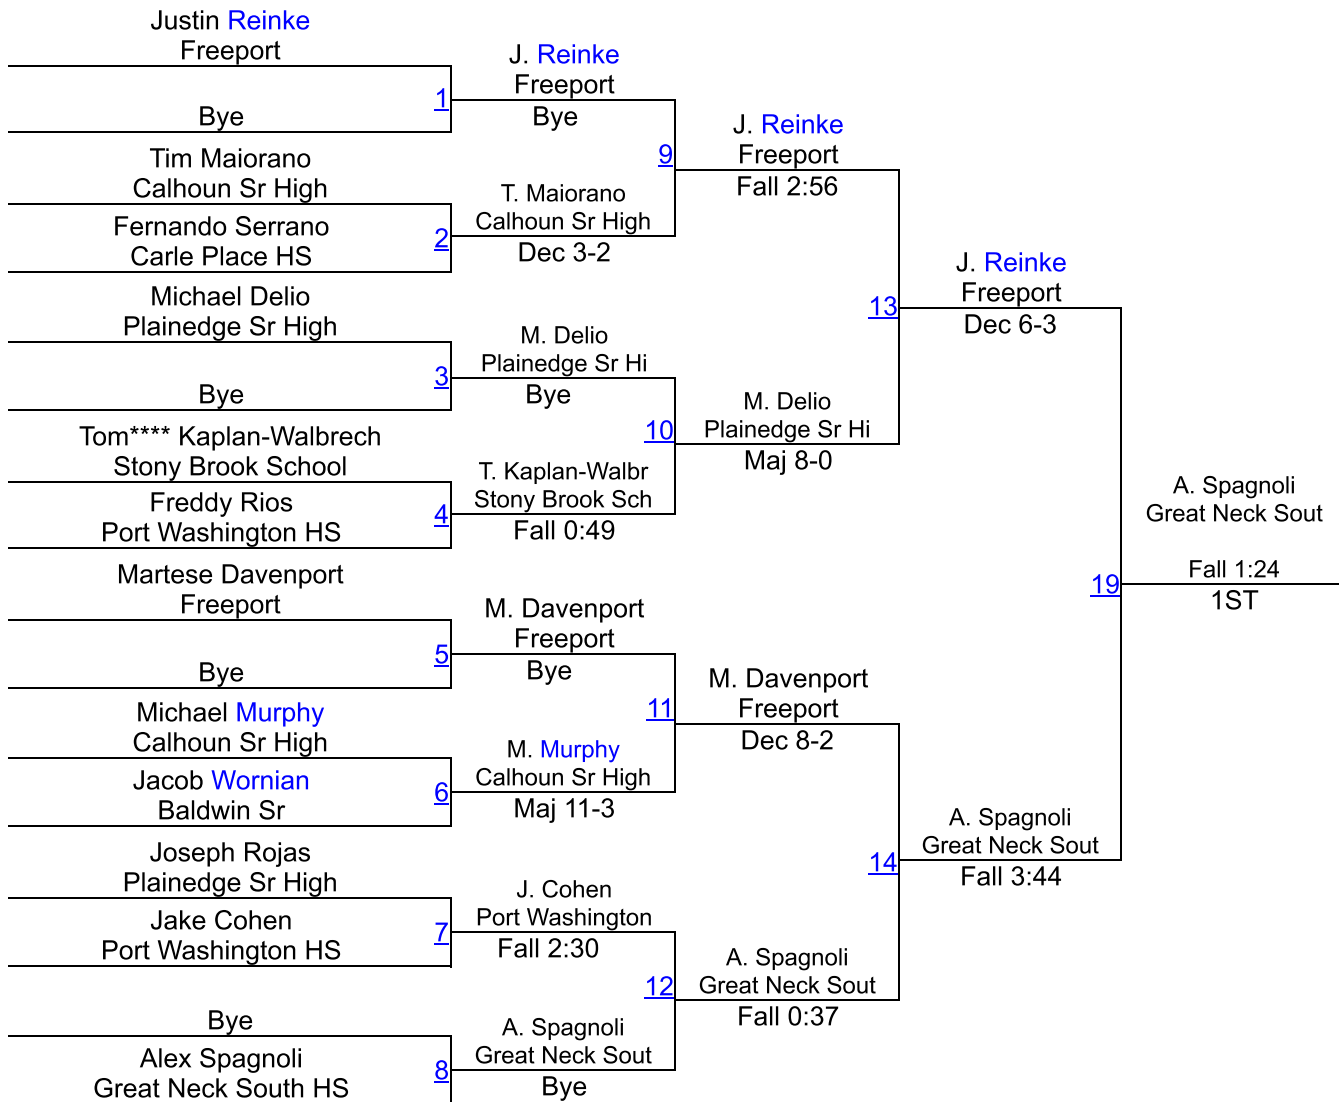 Justin Reinke
Freeport
1
Bye
Tim Maiorano
Calhoun Sr High
Fernando Serrano
2
Carle Place HS
Michael Delio
Plainedge Sr High
3
Bye
Tom**** Kaplan-Walbrech
Stony Brook School
Freddy Rios
4
Port Washington HS
Martese Davenport
Freeport
5
Bye
Michael Murphy
Calhoun Sr High
Jacob Wornian
6
Baldwin Sr
Joseph Rojas
Plainedge Sr High
Jake Cohen
7
Port Washington HS
Bye
Alex Spagnoli
8
Great Neck South HS
J. Reinke
Freeport
Bye
9
T. Maiorano
Calhoun Sr High
Dec 3-2
M. Delio
Plainedge Sr Hi
Bye
10
T. Kaplan-Walbr
Stony Brook Sch
Fall 0:49
M. Davenport
Freeport
Bye
11
M. Murphy
Calhoun Sr High
Maj 11-3
J. Cohen
Port Washington
Fall 2:30
12
A. Spagnoli
Great Neck Sout
Bye
J. Reinke
Freeport
Fall 2:56
13
M. Delio
Plainedge Sr Hi
Maj 8-0
M. Davenport
Freeport
Dec 8-2
14
A. Spagnoli
Great Neck Sout
Fall 0:37
J. Reinke
Freeport
Dec 6-3
19
A. Spagnoli
Great Neck Sout
Fall 3:44
A. Spagnoli
Great Neck Sout
Fall 1:24
1ST